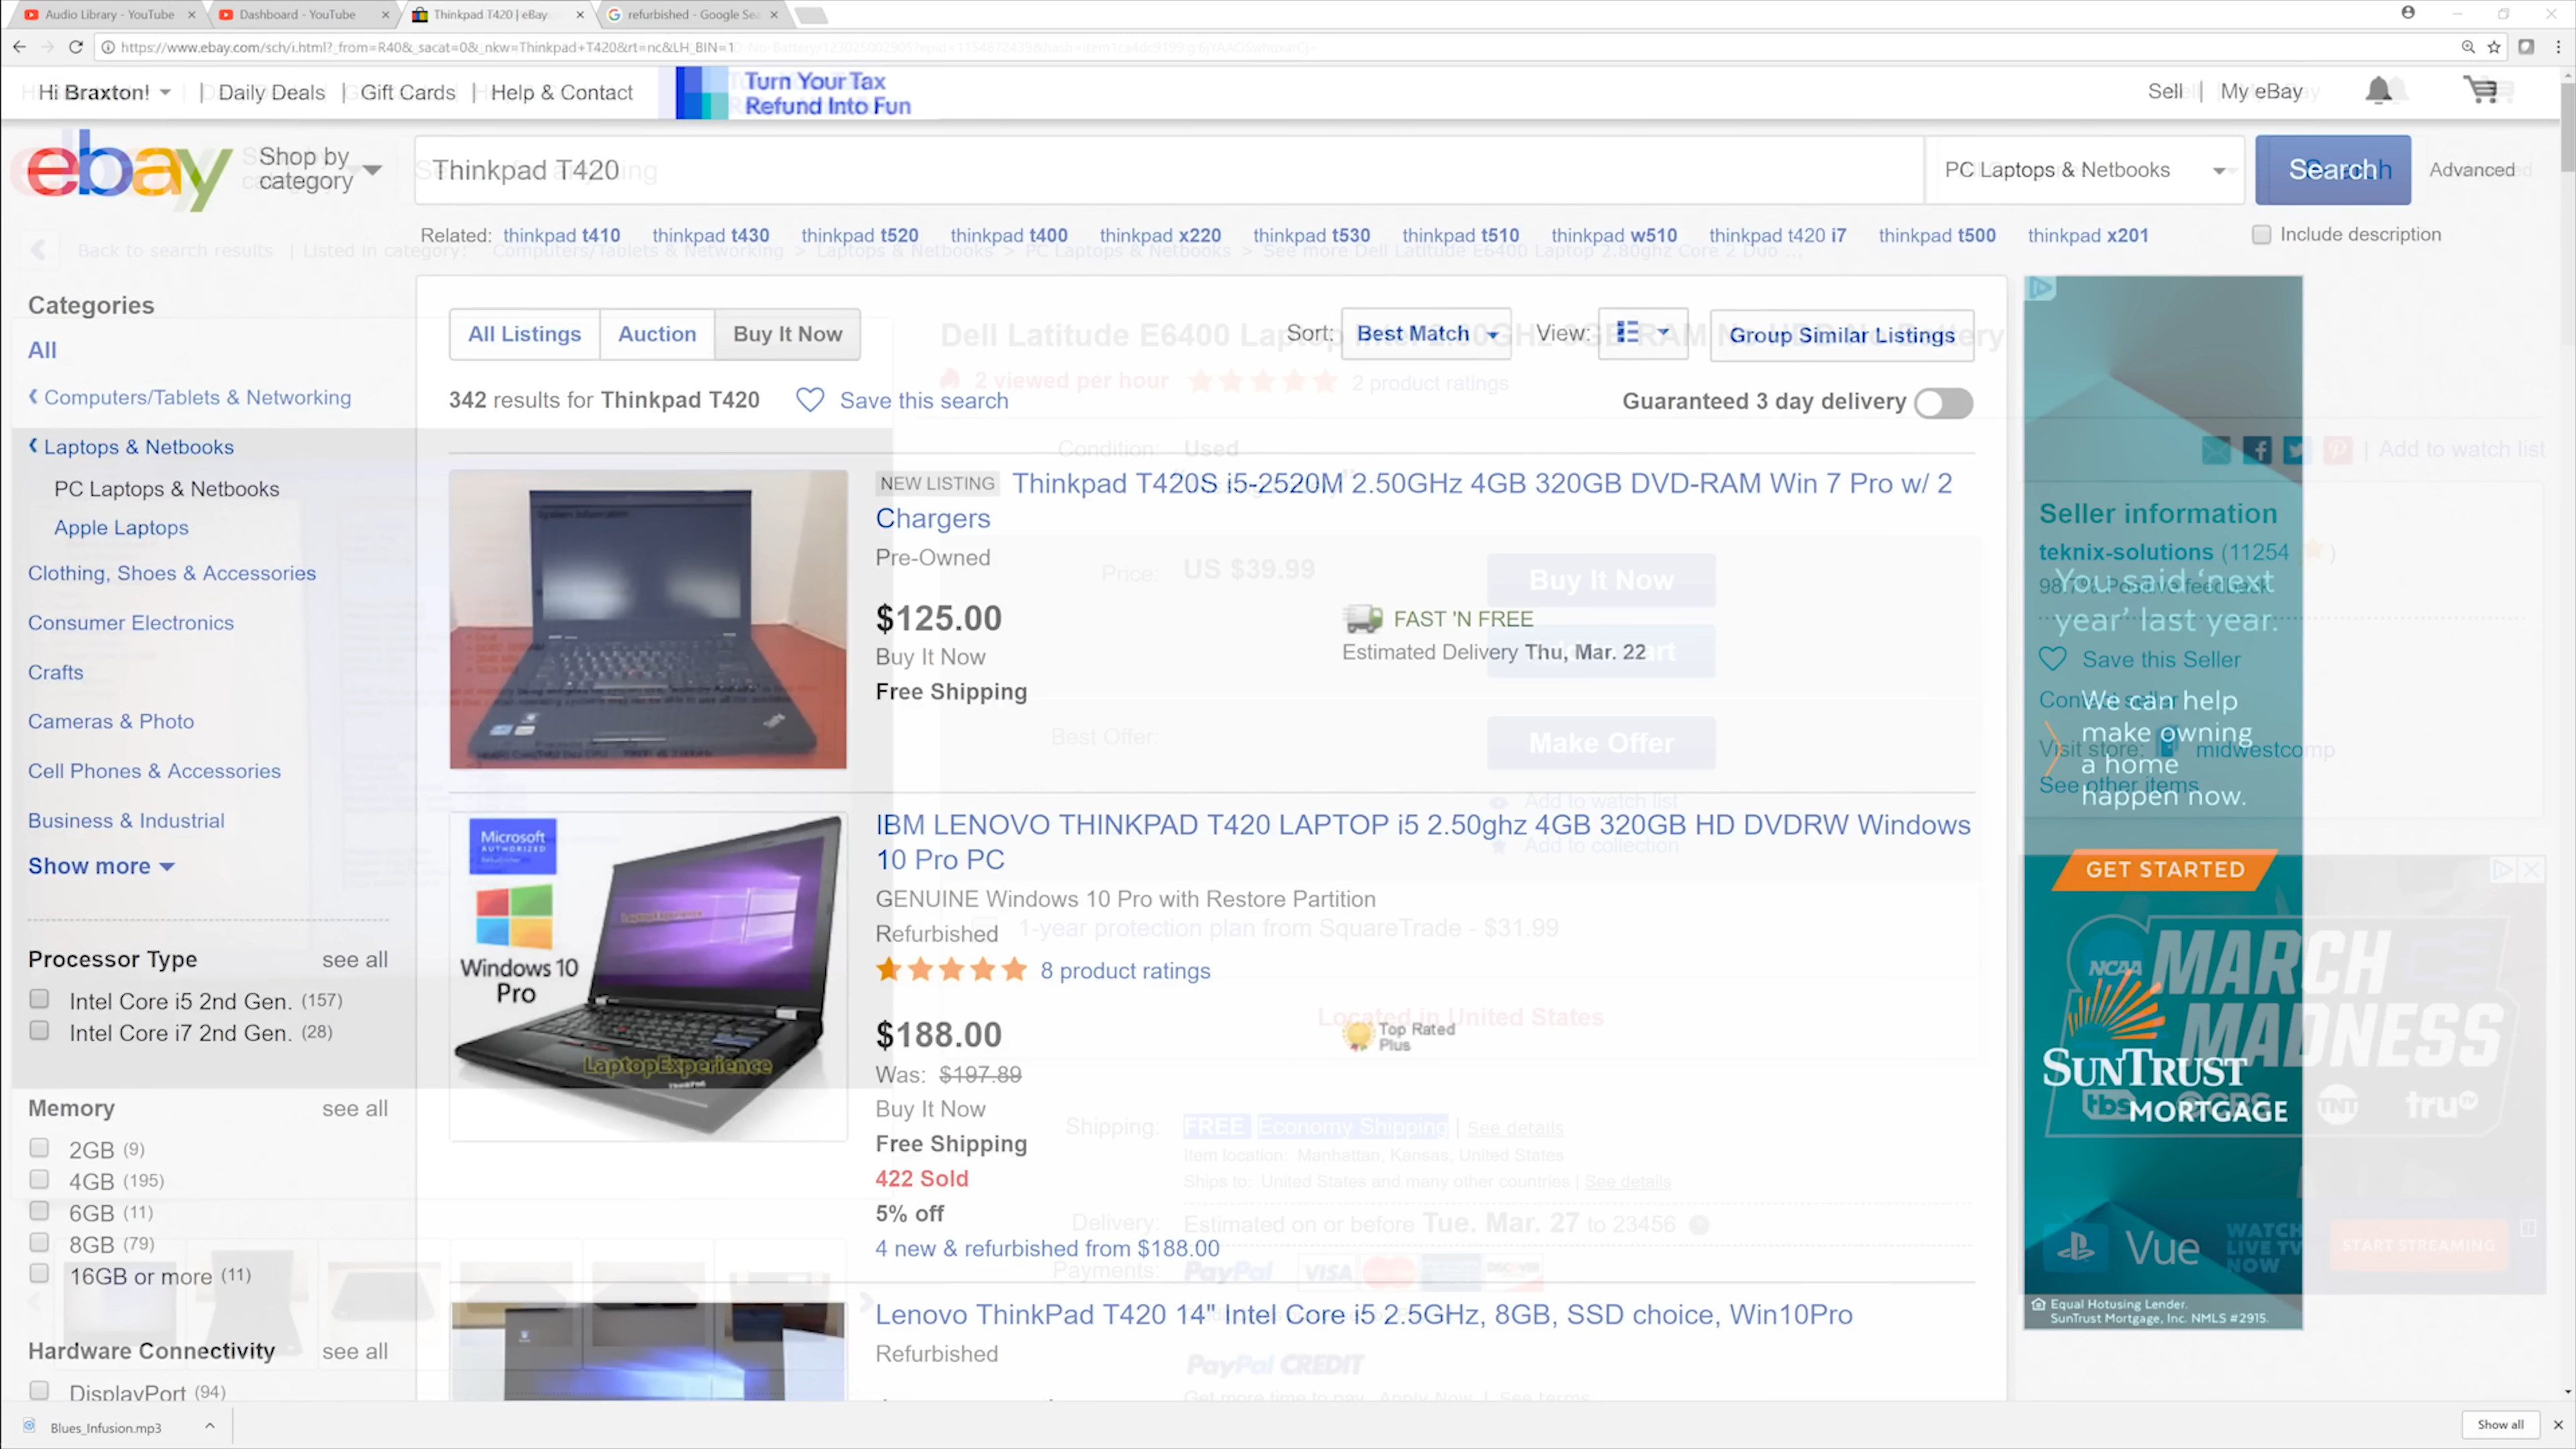 Audio Library - YouTube
Dashboard - YouTube
Thinkpad T420 | eBay
refurbished - Google Sea
https://www.ebay.com/sch/i.html?_from=R40&_sacat=0&_nkw=Thinkpad+T420&rt=nc&LH_BIN=1
Hi Braxton!
Daily Deals
Gift Cards
Help & Contact
Turn Your Tax
Refund Into Fun
Sell
My eBay
ebay
Shop by
category
Thinkpad T420
PC Laptops & Netbooks
Search
Advanced
Related: thinkpad t410 thinkpad t430 thinkpad t520 thinkpad t400 thinkpad x220 thinkpad t530 thinkpad t510 thinkpad w510 thinkpad t420 i7 thinkpad t500 thinkpad x201
Include description
Back to search results | Listed in category: Computers/Tablets & Networking > Laptops & Netbooks > PC Laptops & Netbooks > See more Dell Latitude E6400 Laptop 2.80ghz Core 2 Duo ...
Categories
All
Computers/Tablets & Networking
Laptops & Netbooks
PC Laptops & Netbooks
Apple Laptops
Clothing, Shoes & Accessories
Consumer Electronics
Crafts
Cameras & Photo
Cell Phones & Accessories
Business & Industrial
Show more
Processor Type see all
Intel Core i5 2nd Gen. (157)
Intel Core i7 2nd Gen. (28)
Memory see all
2GB (9)
4GB (195)
6GB (11)
8GB (79)
16GB or more (11)
Hardware Connectivity see all
DisplayPort (94)
All Listings
Auction
Buy It Now
Sort: Best Match
View:
Group Similar Listings
Dell Latitude E6400 Laptop
2 viewed per hour
2 product ratings
342 results for Thinkpad T420
Save this search
Guaranteed 3 day delivery
Condition: Used
NEW LISTING Thinkpad T420S i5-2520M 2.50GHz 4GB 320GB DVD-RAM Win 7 Pro w/ 2
Chargers
Pre-Owned
$125.00
Buy It Now
Free Shipping
FAST 'N FREE
Estimated Delivery Thu, Mar. 22
Price: US $39.99
Buy It Now
Best Offer:
Make Offer
Add to watch list
Add to collection
Microsoft
AUTHORIZED
Windows 10
Pro
LaptopExperience
IBM LENOVO THINKPAD T420 LAPTOP i5 2.50ghz 4GB 320GB HD DVDRW Windows
10 Pro PC
GENUINE Windows 10 Pro with Restore Partition
Refurbished
1-year protection plan from SquareTrade - $31.99
8 product ratings
Located in United States
$188.00
Top Rated
Plus
Was: $197.89
Buy It Now
Free Shipping
422 Sold
5% off
4 new & refurbished from $188.00
Shipping: FREE Economy Shipping | See details
Item location: Manhattan, Kansas, United States
Ships to: United States and many other countries | See details
Delivery: Estimated on or before Tue. Mar. 27 to 23456
Payments: PayPal VISA DISCOVER
Lenovo ThinkPad T420 14" Intel Core i5 2.5GHz, 8GB, SSD choice, Win10Pro
Refurbished
PayPal CREDIT
Get more time to pay. Apply Now | See terms
Add to watch list
Seller information
teknix-solutions (11254
98.7% Positive feedback
You said 'next
year' last year.
Save this Seller
Contact seller
We can help
make owning
a home
happen now.
Visit store: midwestcomp
See other items
GET STARTED
NCAA
MARCH
MADNESS
SUNTRUST
MORTGAGE
tbs CBS TNT truTV
Vue
WATCH
LIVE TV
NOW
START STREAMING
Equal Hotusing Lender.
SunTrust Mortgage, Inc. NMLS #2915.
Blues_Infusion.mp3
Show all